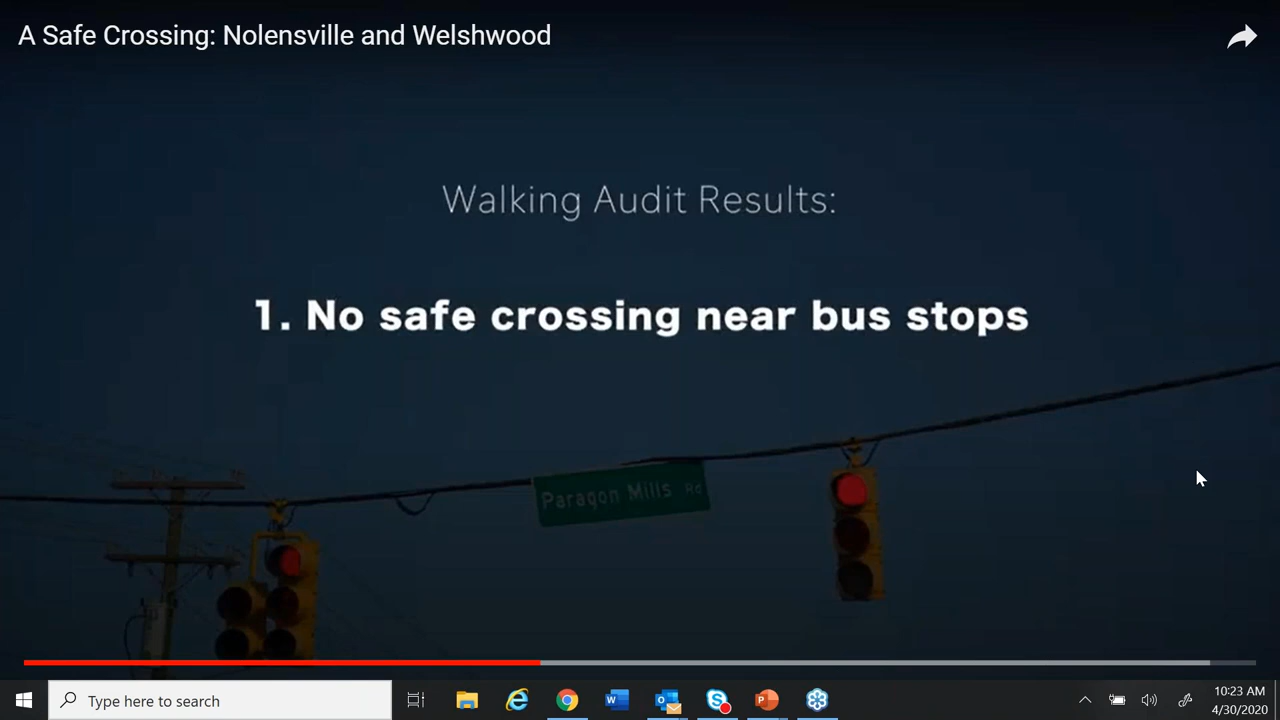 A Safe Crossing: Nolensville and Welshwood
Walking Audit Results:
1. No safe crossing near bus stops
Paragon Mills Rd
Type here to search
10:23 AM
4/30/2020